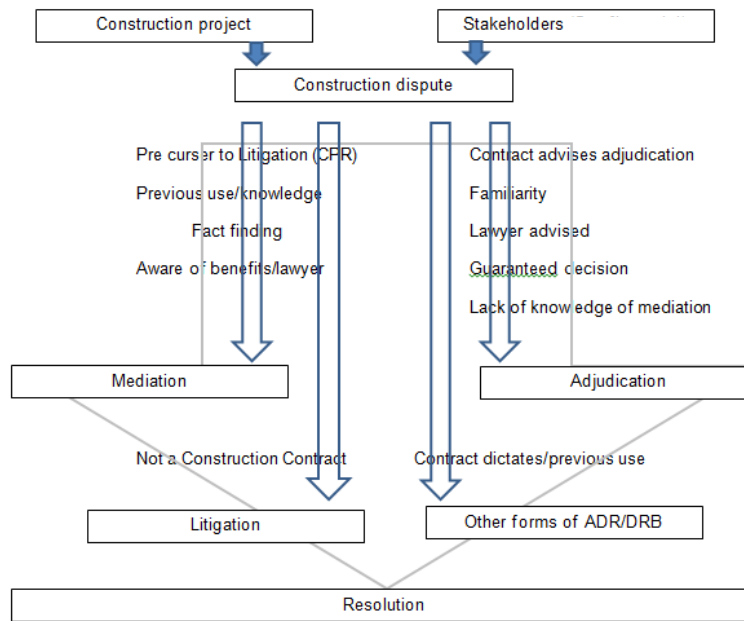 Construction project
Stakeholders
Construction dispute
Pre curser to Litigation (CPR)
Contract advises adjudication
Previous use/knowledge
Familiarity
Fact finding
Lawyer advised
Aware of benefits/lawyer
Guaranteed decision
Lack of knowledge of mediation
Mediation
Adjudication
Not a Construction Contract
Contract dictates/previous use
Litigation
Other forms of ADR/DRB
Resolution